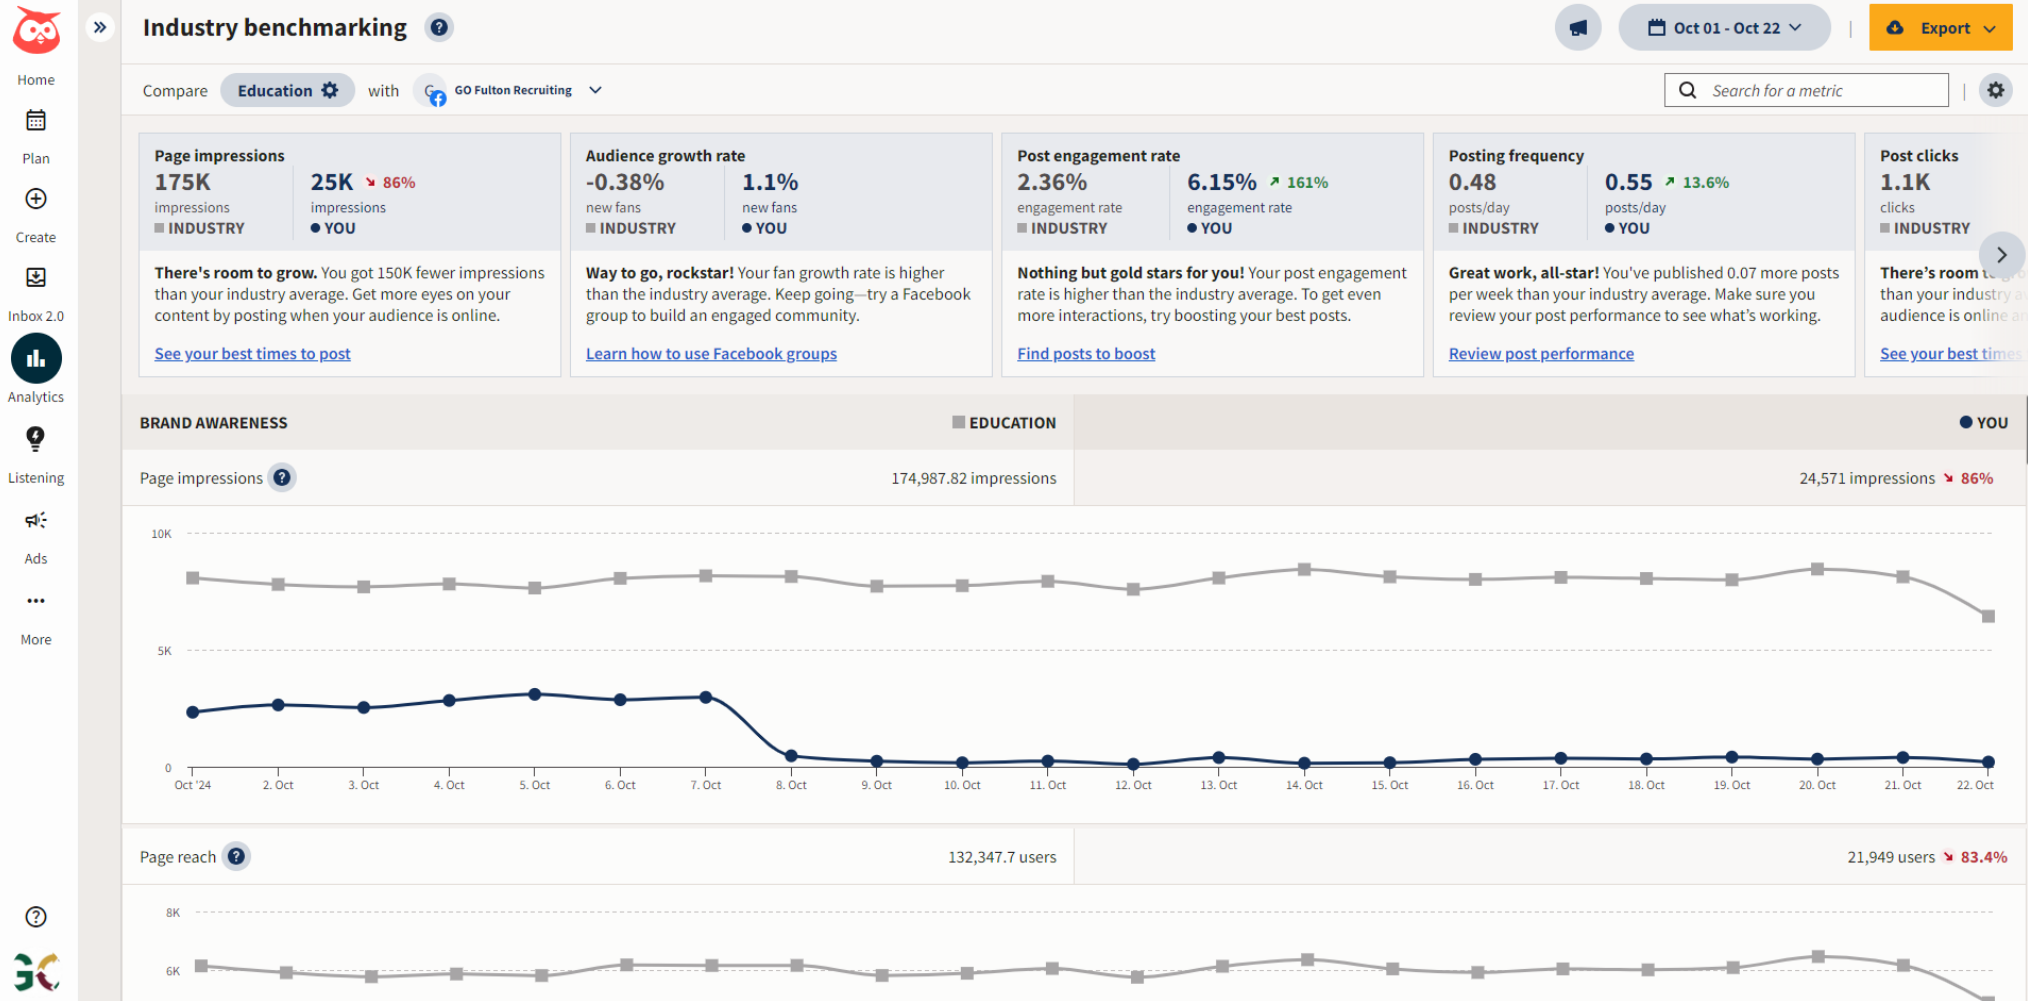 Industry benchmarking ?
Oct 01 - Oct 22
Export
Home
Plan
Create
Inbox 2.0
Analytics
Listening
Ads
More
Compare Education with GO Fulton Recruiting
Search for a metric
Page impressions
175K 25K 86%
impressions impressions
INDUSTRY YOU
There's room to grow. You got 150K fewer impressions
than your industry average. Get more eyes on your
content by posting when your audience is online.
See your best times to post
Audience growth rate
-0.38% 1.1%
new fans new fans
INDUSTRY YOU
Way to go, rockstar! Your fan growth rate is higher
than the industry average. Keep going—try a Facebook
group to build an engaged community.
Learn how to use Facebook groups
Post engagement rate
2.36% 6.15% 161%
engagement rate engagement rate
INDUSTRY YOU
Nothing but gold stars for you! Your post engagement
rate is higher than the industry average. To get even
more interactions, try boosting your best posts.
Find posts to boost
Posting frequency
0.48 0.55 13.6%
posts/day posts/day
INDUSTRY YOU
Great work, all-star! You've published 0.07 more posts
per week than your industry average. Make sure you
review your post performance to see what’s working.
Review post performance
Post clicks
1.1K
clicks
INDUSTRY
There’s room
than your industry
audience is online
See your best times
BRAND AWARENESS EDUCATION YOU
Page impressions ? 174,987.82 impressions 24,571 impressions 86%
10K
5K
0
Oct '24 2. Oct 3. Oct 4. Oct 5. Oct 6. Oct 7. Oct 8. Oct 9. Oct 10. Oct 11. Oct 12. Oct 13. Oct 14. Oct 15. Oct 16. Oct 17. Oct 18. Oct 19. Oct 20. Oct 21. Oct 22. Oct
Page reach ? 132,347.7 users 21,949 users 83.4%
8K
6K